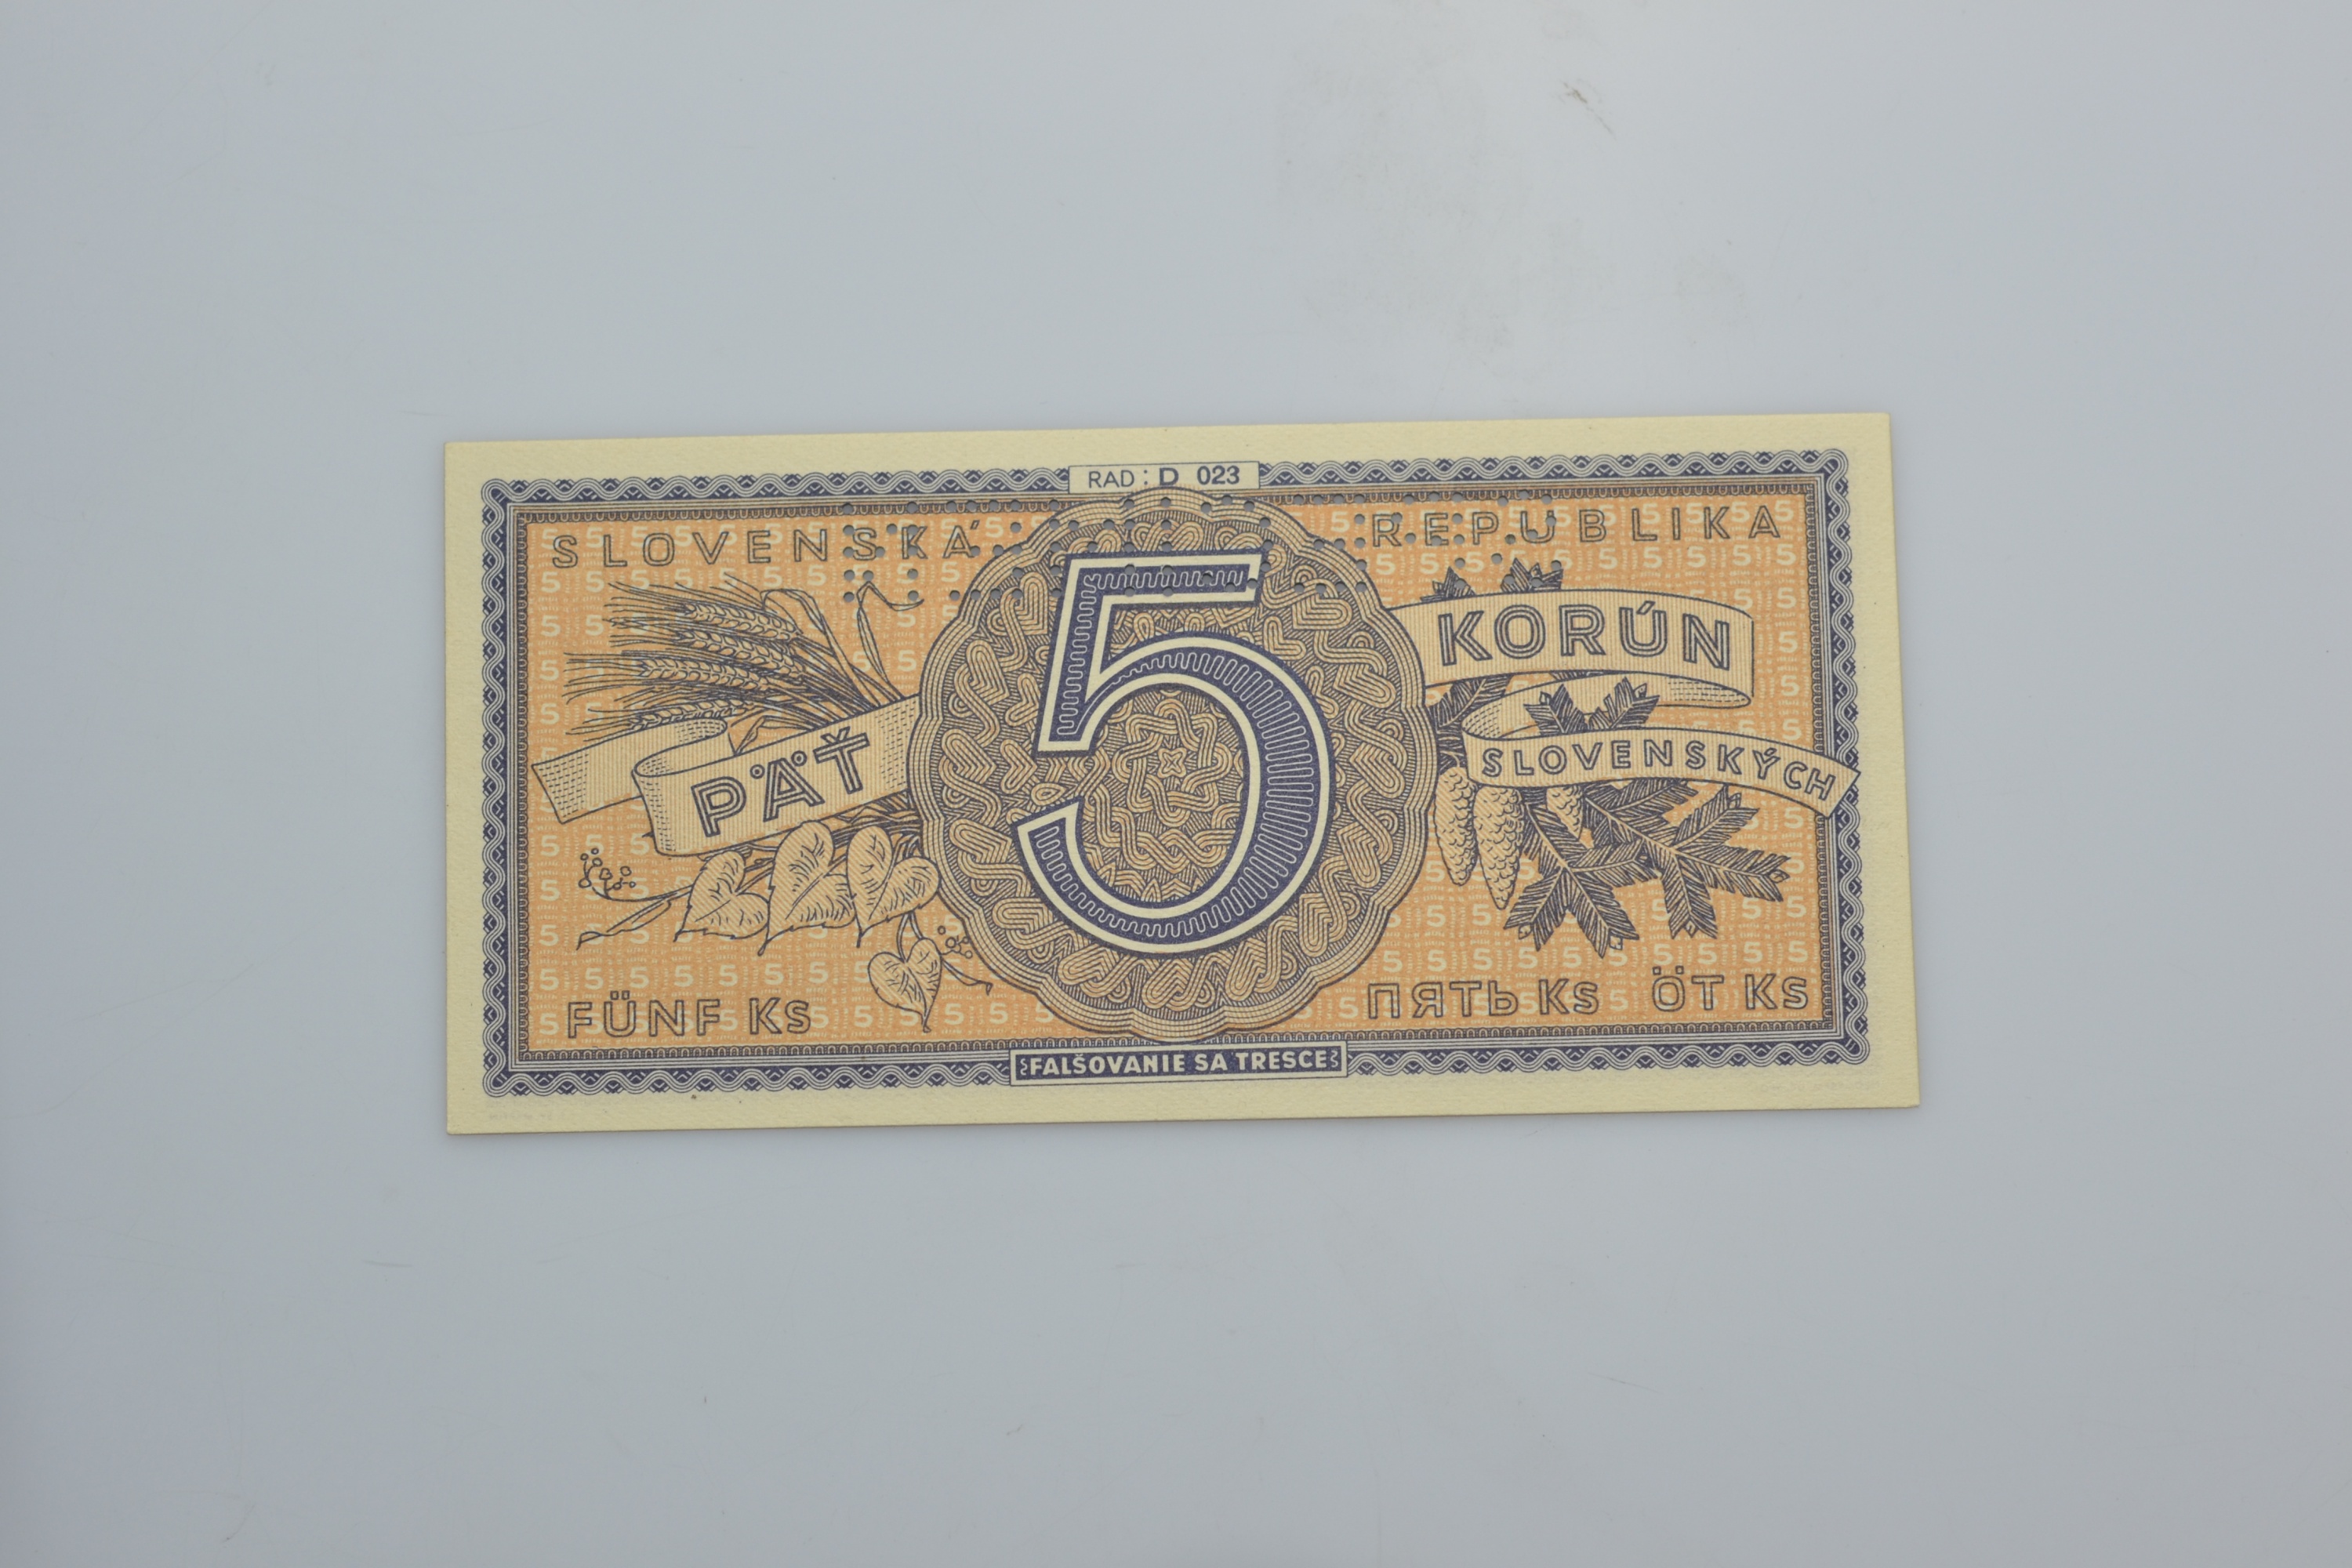 RAD: D 023
SLOVENSKÁ REPUBLIKA
5
PÄŤ
KORÚN
SLOVENSKÝCH
FÜNF Ks
ПЯТЬ Ks ÖT Ks
FALŠOVANIE SA TRESCE